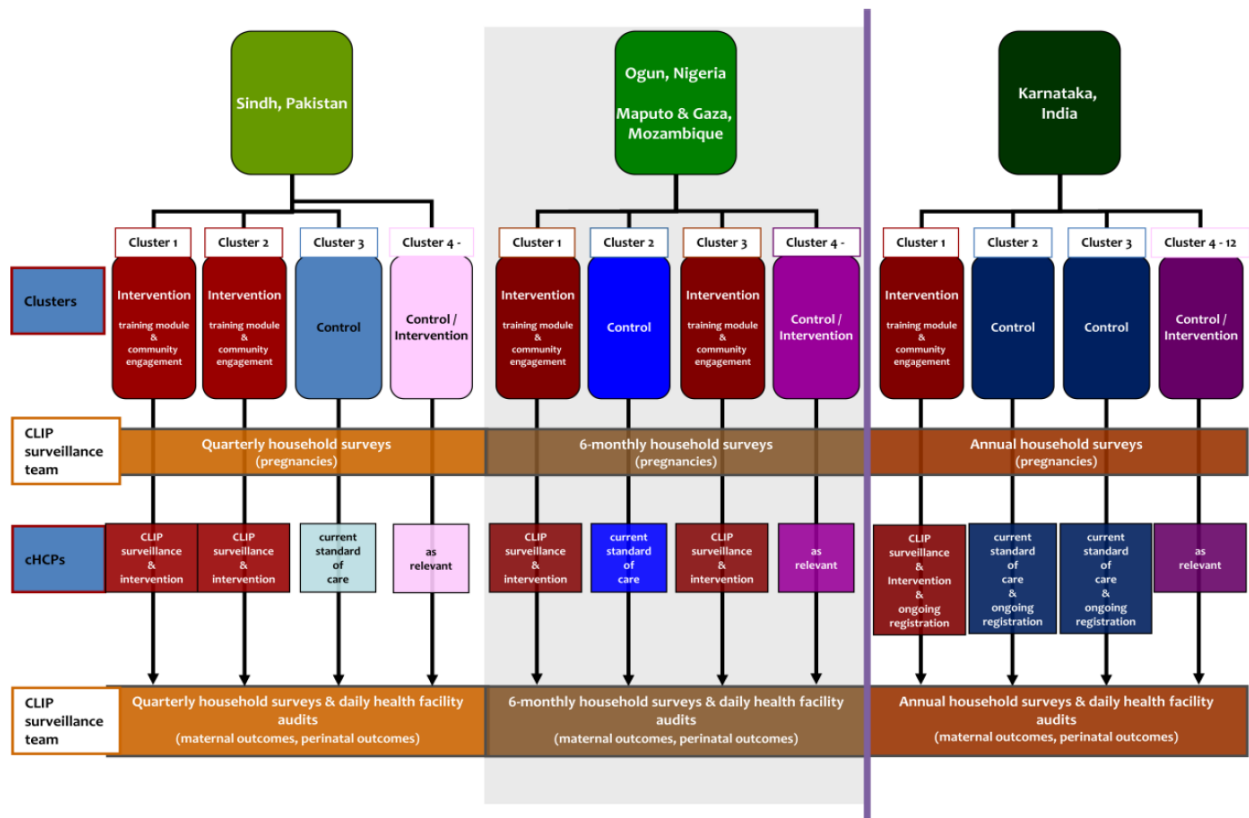 Sindh, Pakistan
Ogun, Nigeria
Maputo & Gaza,
Mozambique
Karnataka,
India
Cluster 1
Cluster 2
Cluster 3
Cluster 4 -
Cluster 1
Cluster 2
Cluster 3
Cluster 4 -
Cluster 1
Cluster 2
Cluster 3
Cluster 4 - 12
Clusters
Intervention
training module
&
community
engagement
Intervention
training module
&
community
engagement
Control
Control /
Intervention
Intervention
training module
&
community
engagement
Control
Intervention
training module
&
community
engagement
Control /
Intervention
Intervention
training module
&
community
engagement
Control
Control
Control /
Intervention
CLIP
surveillance
team
Quarterly household surveys
(pregnancies)
6-monthly household surveys
(pregnancies)
Annual household surveys
(pregnancies)
cHCPs
CLIP
surveillance
&
intervention
CLIP
surveillance
&
intervention
current
standard
of
care
as
relevant
CLIP
surveillance
&
intervention
current
standard
of
care
CLIP
surveillance
&
intervention
as
relevant
CLIP
surveillance
&
Intervention
&
ongoing
registration
current
standard
of
care
&
ongoing
registration
current
standard
of
care
&
ongoing
registration
as
relevant
CLIP
surveillance
team
Quarterly household surveys & daily health facility
audits
(maternal outcomes, perinatal outcomes)
6-monthly household surveys & daily health facility
audits
(maternal outcomes, perinatal outcomes)
Annual household surveys & daily health facility
audits
(maternal outcomes, perinatal outcomes)